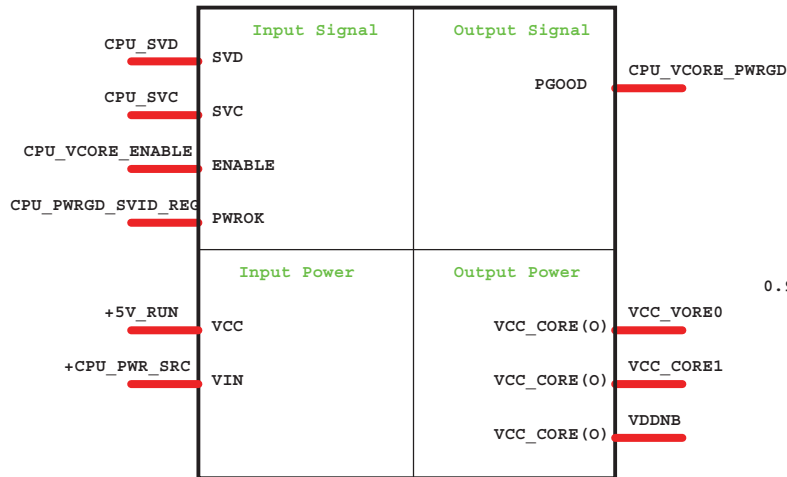 Input Signal
Output Signal
CPU_SVD
SVD
CPU_VCORE_PWRGD
PGOOD
CPU_SVC
SVC
CPU_VCORE_ENABLE
ENABLE
CPU_PWRGD_SVID_REG
PWROK
Input Power
Output Power
+5V_RUN
VCC
VCC_CORE(O)
VCC_VORE0
+CPU_PWR_SRC
VIN
VCC_CORE(O)
VCC_CORE1
VCC_CORE(O)
VDDNB